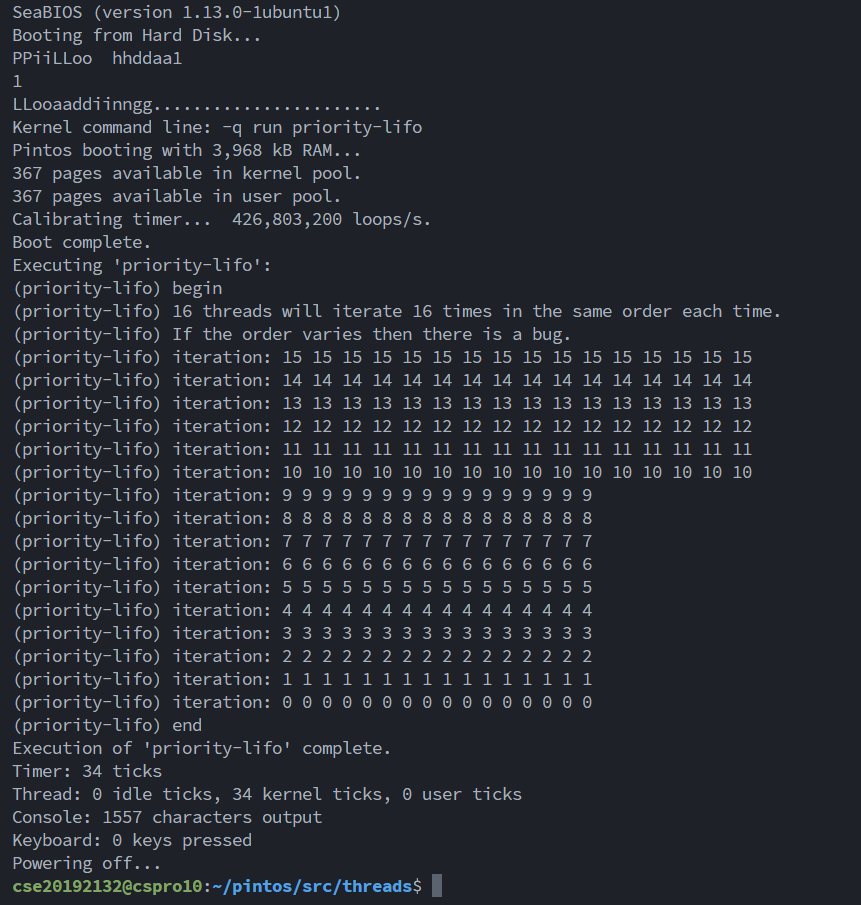 SeaBIOS (version 1.13.0-1ubuntu1)
Booting from Hard Disk...
PPiiLLoo  hhddaa1
1
LLooaaddiinngg.......................
Kernel command line: -q run priority-lifo
Pintos booting with 3,968 kB RAM...
367 pages available in kernel pool.
367 pages available in user pool.
Calibrating timer...  426,803,200 loops/s.
Boot complete.
Executing 'priority-lifo':
(priority-lifo) begin
(priority-lifo) 16 threads will iterate 16 times in the same order each time.
(priority-lifo) If the order varies then there is a bug.
(priority-lifo) iteration: 15 15 15 15 15 15 15 15 15 15 15 15 15 15 15 15
(priority-lifo) iteration: 14 14 14 14 14 14 14 14 14 14 14 14 14 14 14 14
(priority-lifo) iteration: 13 13 13 13 13 13 13 13 13 13 13 13 13 13 13 13
(priority-lifo) iteration: 12 12 12 12 12 12 12 12 12 12 12 12 12 12 12 12
(priority-lifo) iteration: 11 11 11 11 11 11 11 11 11 11 11 11 11 11 11 11
(priority-lifo) iteration: 10 10 10 10 10 10 10 10 10 10 10 10 10 10 10 10
(priority-lifo) iteration: 9 9 9 9 9 9 9 9 9 9 9 9 9 9 9 9
(priority-lifo) iteration: 8 8 8 8 8 8 8 8 8 8 8 8 8 8 8 8
(priority-lifo) iteration: 7 7 7 7 7 7 7 7 7 7 7 7 7 7 7 7
(priority-lifo) iteration: 6 6 6 6 6 6 6 6 6 6 6 6 6 6 6 6
(priority-lifo) iteration: 5 5 5 5 5 5 5 5 5 5 5 5 5 5 5 5
(priority-lifo) iteration: 4 4 4 4 4 4 4 4 4 4 4 4 4 4 4 4
(priority-lifo) iteration: 3 3 3 3 3 3 3 3 3 3 3 3 3 3 3 3
(priority-lifo) iteration: 2 2 2 2 2 2 2 2 2 2 2 2 2 2 2 2
(priority-lifo) iteration: 1 1 1 1 1 1 1 1 1 1 1 1 1 1 1 1
(priority-lifo) iteration: 0 0 0 0 0 0 0 0 0 0 0 0 0 0 0 0
(priority-lifo) end
Execution of 'priority-lifo' complete.
Timer: 34 ticks
Thread: 0 idle ticks, 34 kernel ticks, 0 user ticks
Console: 1557 characters output
Keyboard: 0 keys pressed
Powering off...
cse20192132@cspro10:~/pintos/src/threads$